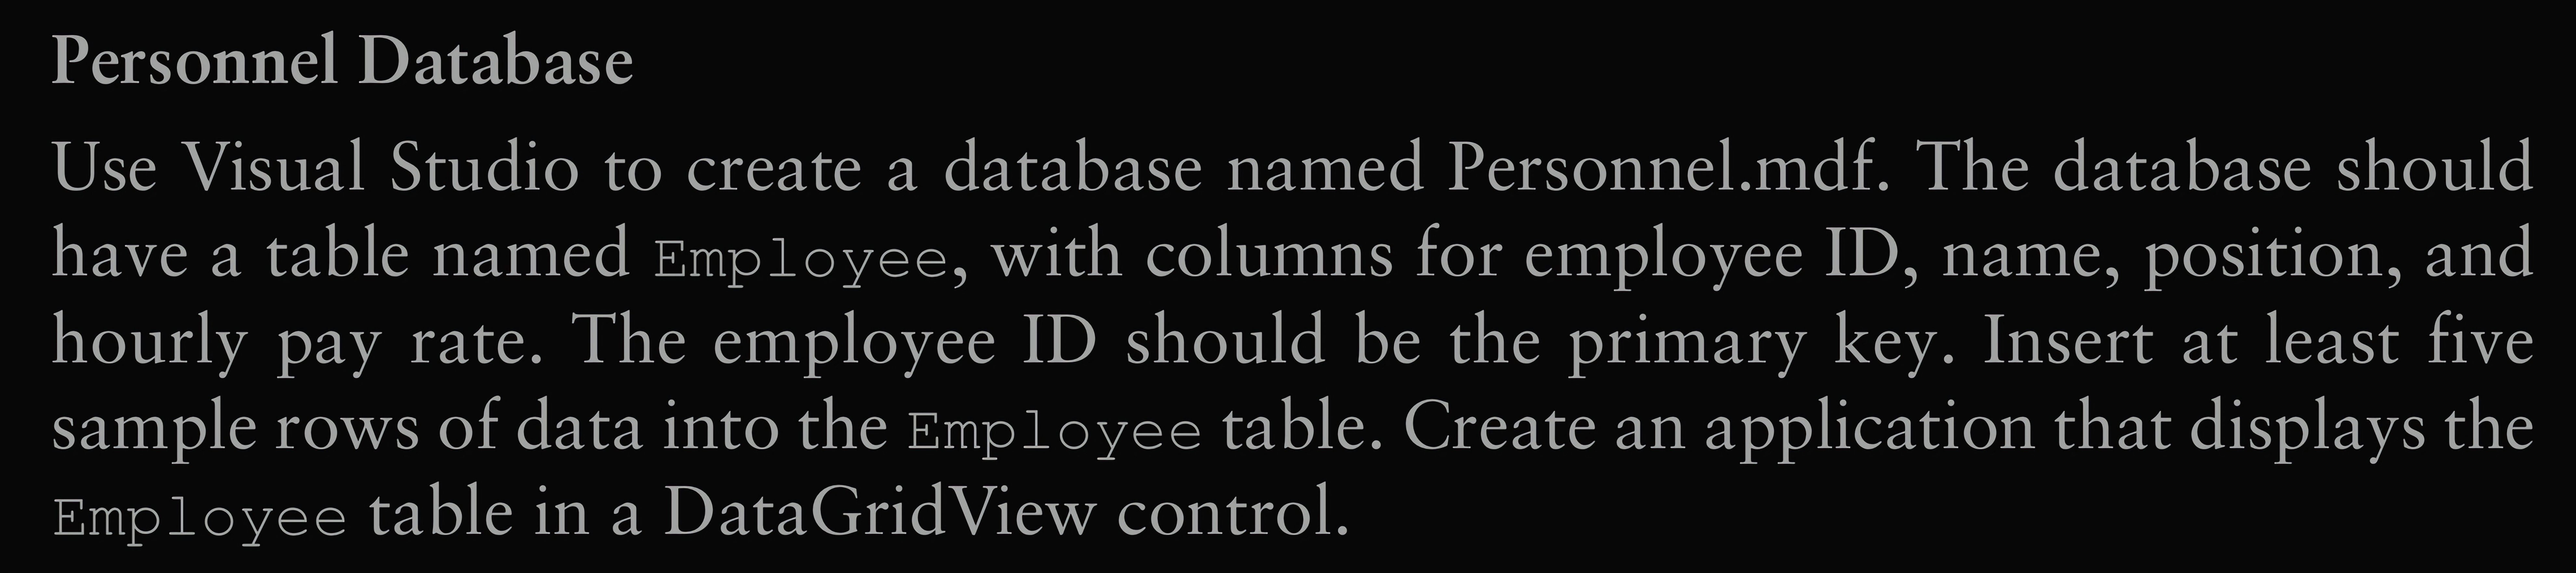 Personnel Database
Use Visual Studio to create a database named Personnel.mdf. The database should
have a table named Employee, with columns for employee ID, name, position, and
hourly pay rate. The employee ID should be the primary key. Insert at least five
sample rows of data into the Employee table. Create an application that displays the
Employee table in a DataGridView control.